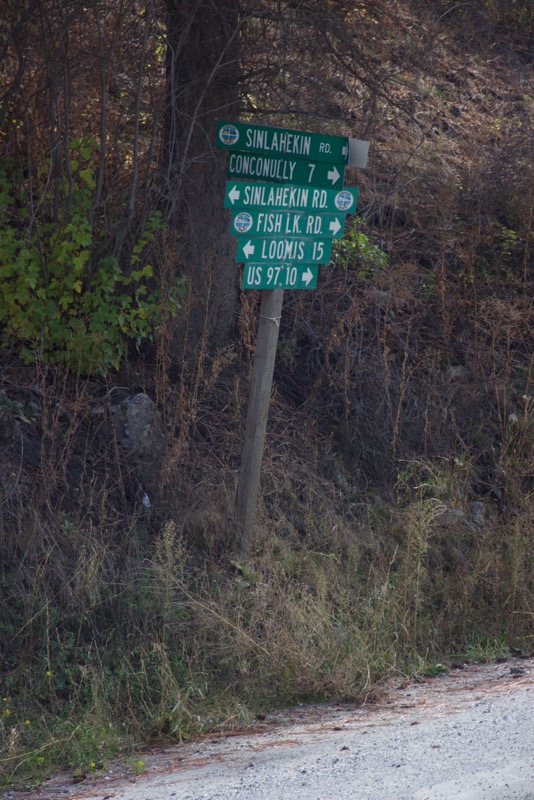 SINLAHEKIN RD.
CONCONULLY 7 →
← SINLAHEKIN RD.
FISH LK. RD. →
← LOOMIS 15
US 97 10 →